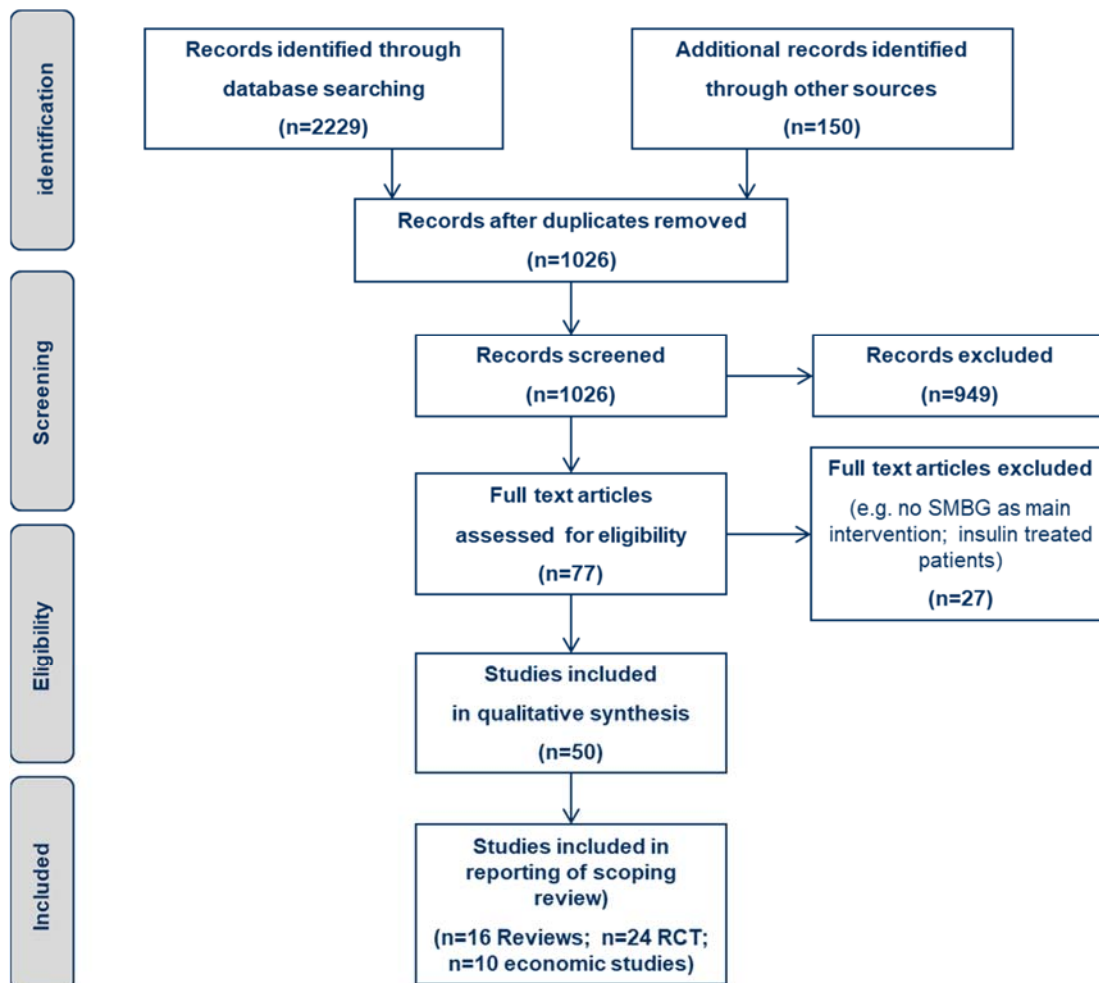 identification
Records identified through
database searching
(n=2229)
Additional records identified
through other sources
(n=150)
Records after duplicates removed
(n=1026)
Screening
Records screened
(n=1026)
Records excluded
(n=949)
Full text articles
assessed for eligibility
(n=77)
Full text articles excluded
(e.g. no SMBG as main
intervention; insulin treated
patients)
(n=27)
Eligibility
Studies included
in qualitative synthesis
(n=50)
Included
Studies included in
reporting of scoping
review)
(n=16 Reviews; n=24 RCT;
n=10 economic studies)